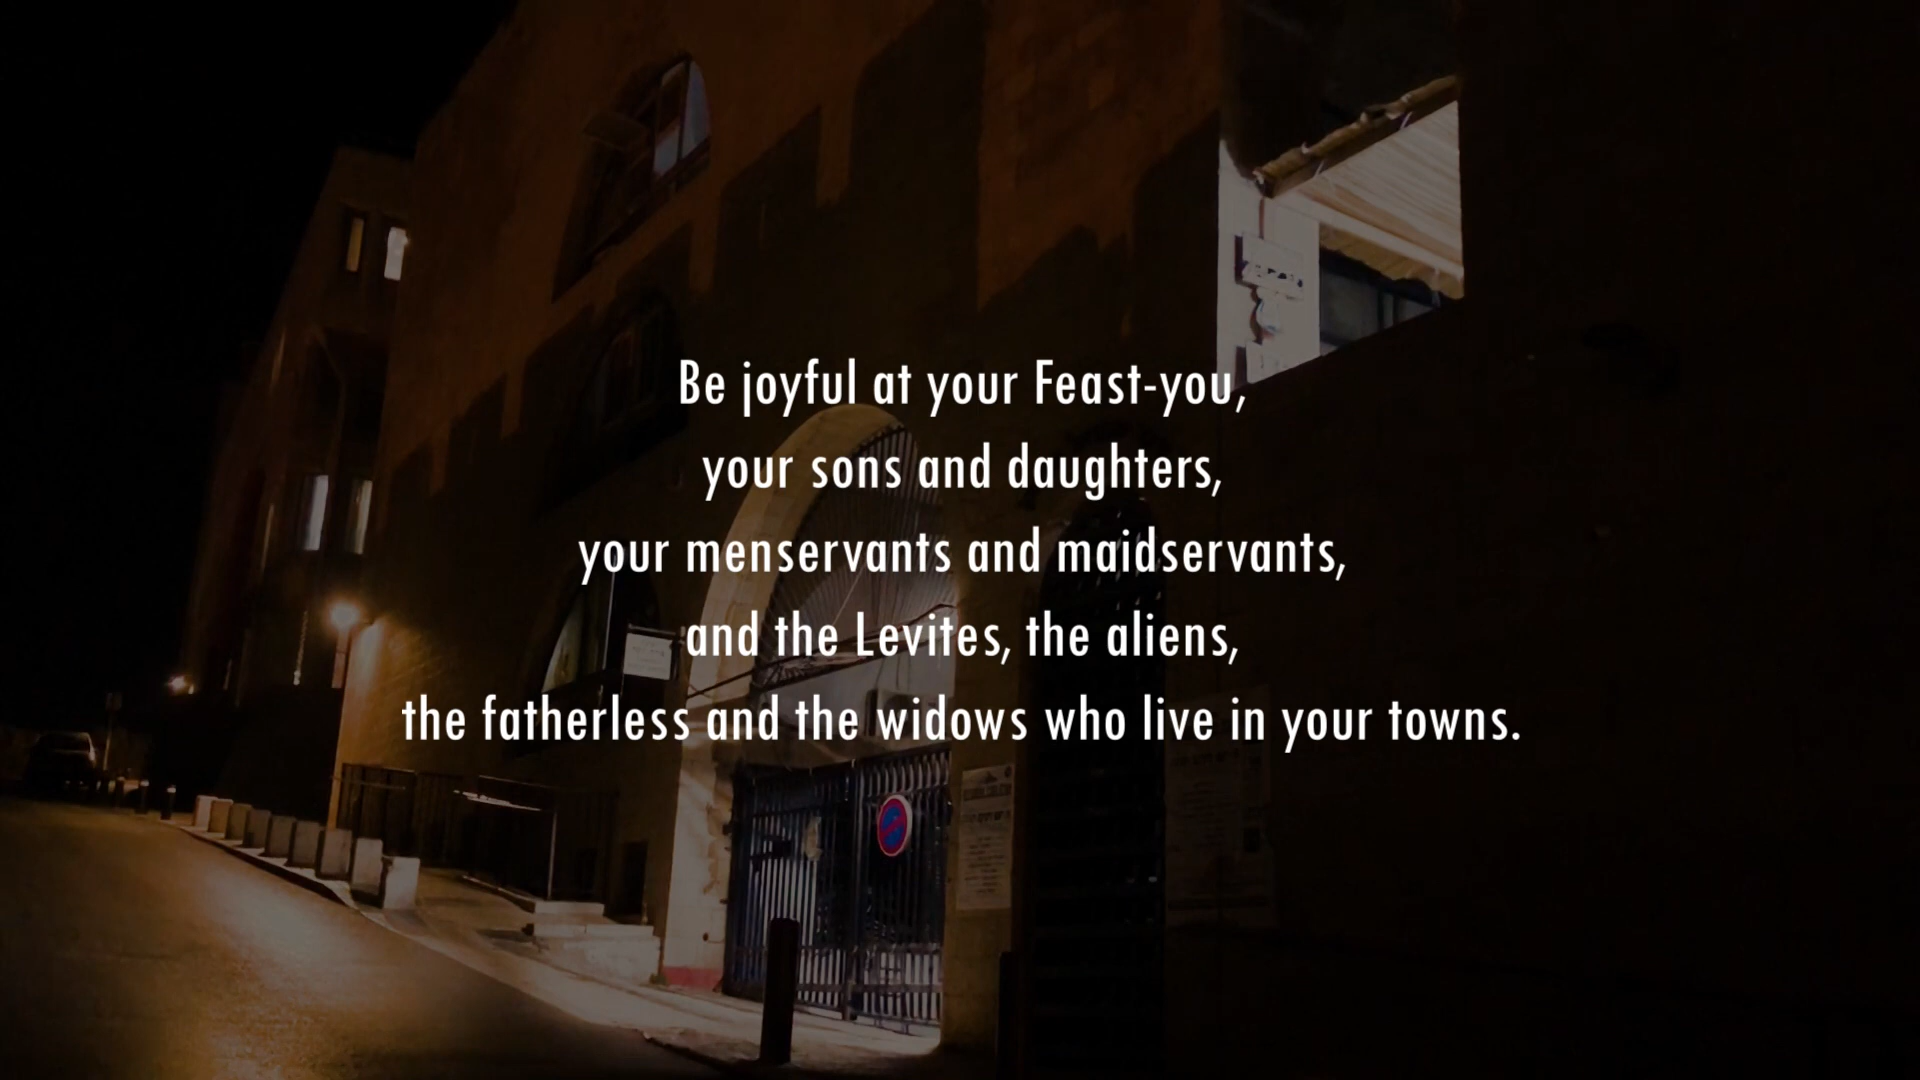 Be joyful at your Feast-you,
your sons and daughters,
your menservants and maidservants,
and the Levites, the aliens,
the fatherless and the widows who live in your towns.